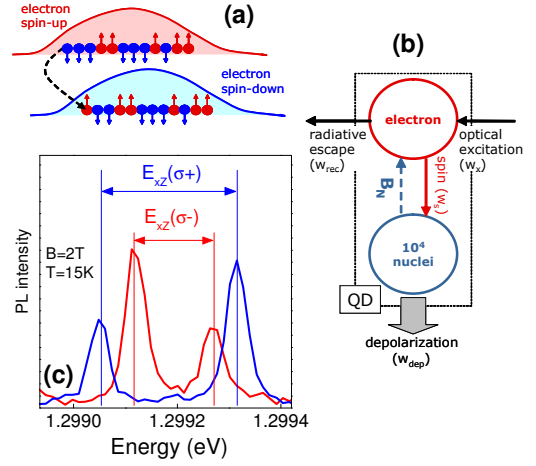 (a)
electron
spin-up
electron
spin-down
(b)
electron
radiative
escape
(w_rec)
optical
excitation
(w_x)
spin (w_s)
B_N
10^4
nuclei
QD
depolarization
(w_dep)
E_xZ(σ+)
E_xZ(σ-)
B=2T
T=15K
PL intensity
(c)
1.2990 1.2992 1.2994
Energy (eV)